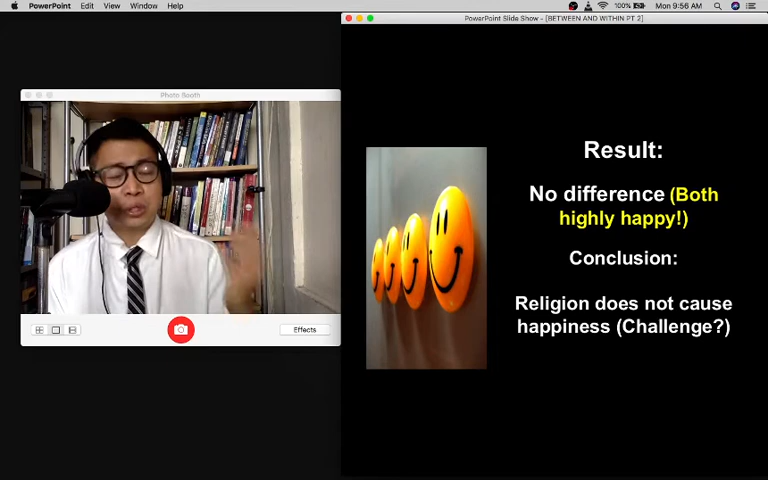 PowerPoint Edit View Window Help
100% Mon 9:56 AM
PowerPoint Slide Show - [BETWEEN AND WITHIN PT 2]
Photo Booth
Result:
No difference (Both
highly happy!)
Conclusion:
Religion does not cause
happiness (Challenge?)
Effects